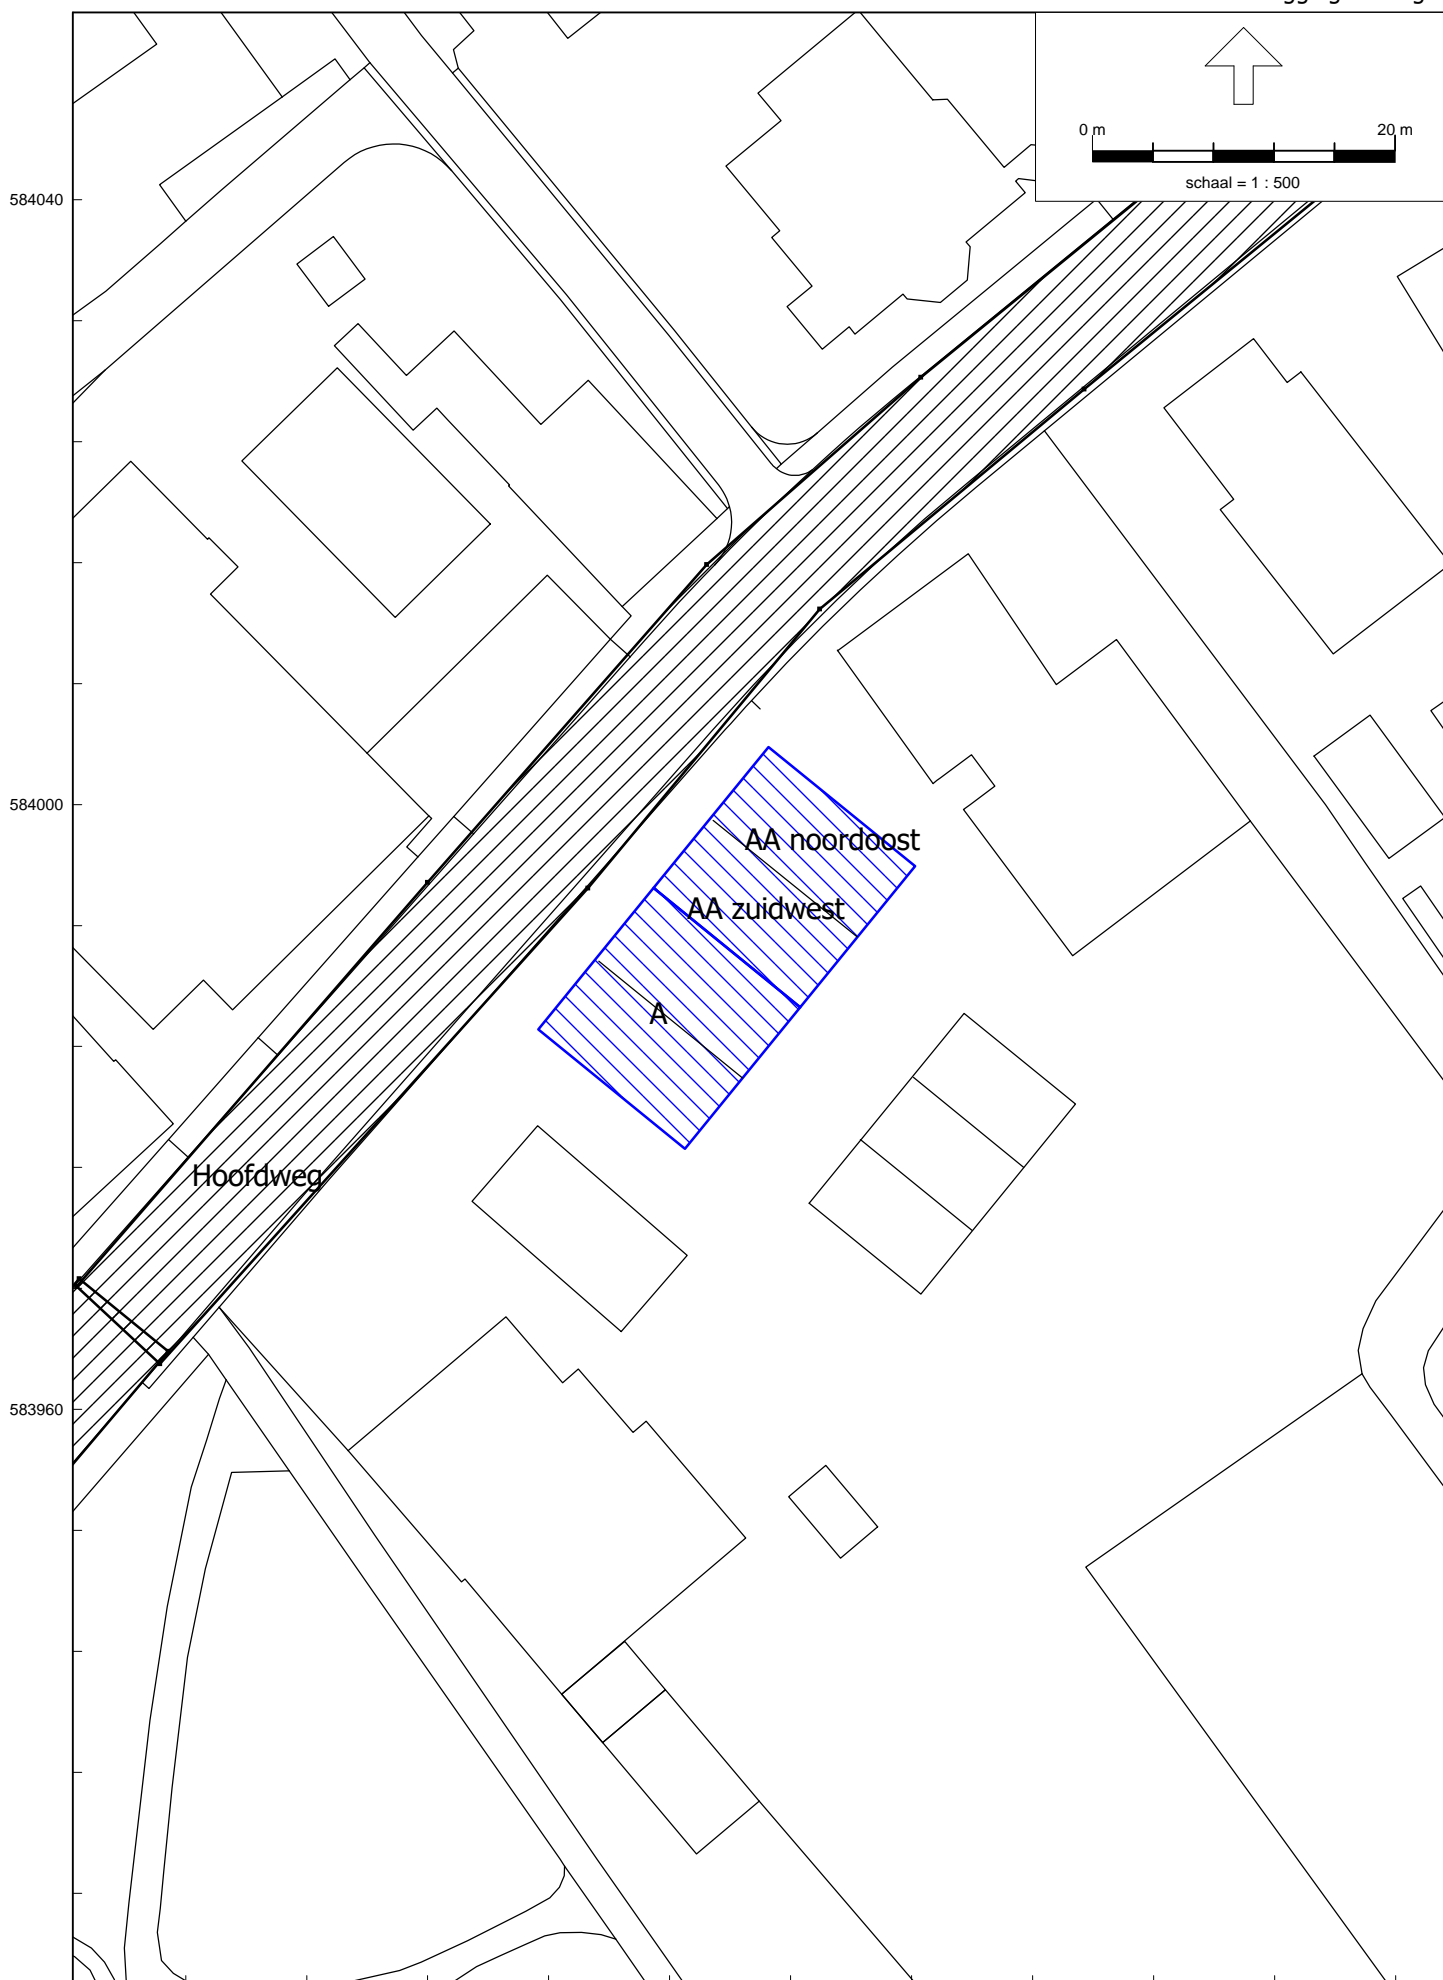 0 m 20 m
schaal = 1 : 500
584040
584000
AA noordoost
AA zuidwest
A
Hoofdweg
583960